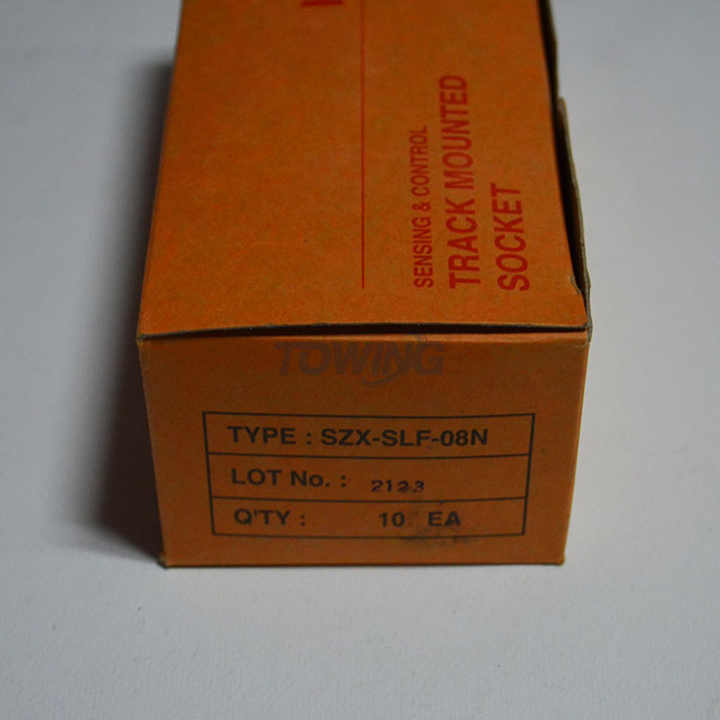 SENSING & CONTROL
TRACK MOUNTED
SOCKET
TOWING
TYPE : SZX-SLF-08N
LOT No. : 2123
Q'TY : 10 EA